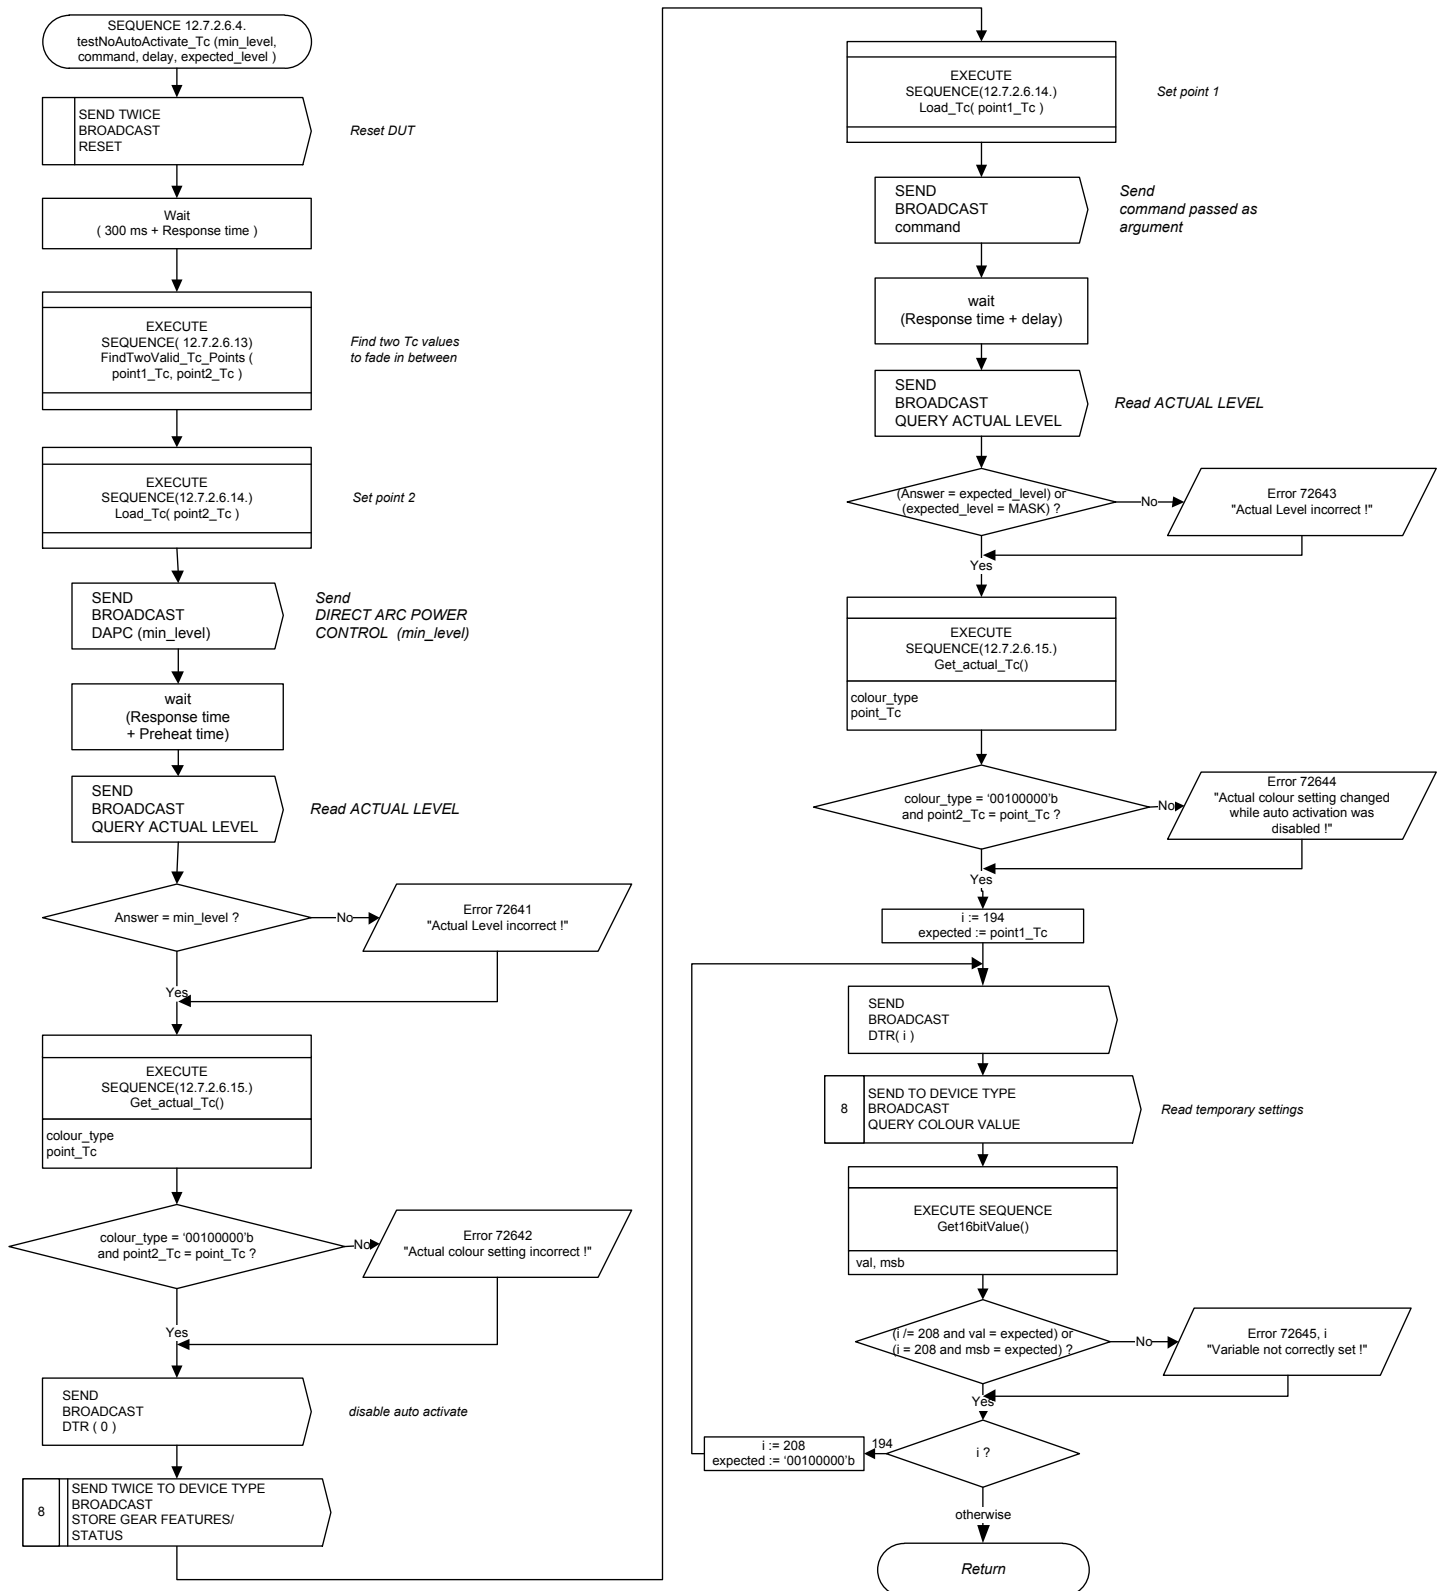 SEQUENCE 12.7.2.6.4.
testNoAutoActivate_Tc (min_level,
command, delay, expected_level )
SEND TWICE
BROADCAST
RESET
Reset DUT
Wait
( 300 ms + Response time )
EXECUTE
SEQUENCE( 12.7.2.6.13)
FindTwoValid_Tc_Points (
point1_Tc, point2_Tc )
Find two Tc values
to fade in between
EXECUTE
SEQUENCE(12.7.2.6.14.)
Load_Tc( point2_Tc )
Set point 2
SEND
BROADCAST
DAPC (min_level)
Send
DIRECT ARC POWER
CONTROL (min_level)
wait
(Response time
+ Preheat time)
SEND
BROADCAST
QUERY ACTUAL LEVEL
Read ACTUAL LEVEL
Answer = min_level ?
No
Error 72641
"Actual Level incorrect !"
Yes
EXECUTE
SEQUENCE(12.7.2.6.15.)
Get_actual_Tc()
colour_type
point_Tc
colour_type = ‘00100000’b
and point2_Tc = point_Tc ?
No
Error 72642
"Actual colour setting incorrect !"
Yes
SEND
BROADCAST
DTR ( 0 )
disable auto activate
8
SEND TWICE TO DEVICE TYPE
BROADCAST
STORE GEAR FEATURES/
STATUS
EXECUTE
SEQUENCE(12.7.2.6.14.)
Load_Tc( point1_Tc )
Set point 1
SEND
BROADCAST
command
Send
command passed as
argument
wait
(Response time + delay)
SEND
BROADCAST
QUERY ACTUAL LEVEL
Read ACTUAL LEVEL
(Answer = expected_level) or
(expected_level = MASK) ?
No
Error 72643
"Actual Level incorrect !"
Yes
EXECUTE
SEQUENCE(12.7.2.6.15.)
Get_actual_Tc()
colour_type
point_Tc
colour_type = ‘00100000’b
and point2_Tc = point_Tc ?
No
Error 72644
"Actual colour setting changed
while auto activation was
disabled !"
Yes
i := 194
expected := point1_Tc
SEND
BROADCAST
DTR( i )
8
SEND TO DEVICE TYPE
BROADCAST
QUERY COLOUR VALUE
Read temporary settings
EXECUTE SEQUENCE
Get16bitValue()
val, msb
(i /= 208 and val = expected) or
(i = 208 and msb = expected) ?
No
Error 72645, i
"Variable not correctly set !"
Yes
i ?
194
i := 208
expected := ‘00100000’b
otherwise
Return